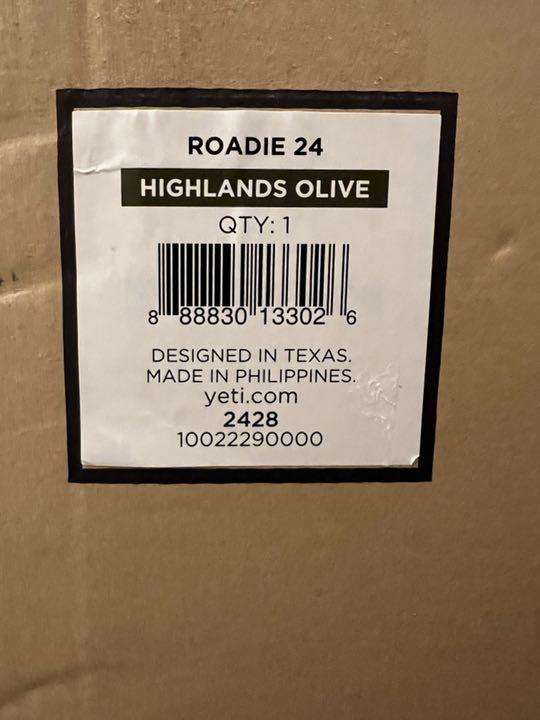 ROADIE 24
HIGHLANDS OLIVE
QTY: 1
8 88830 13302 6
DESIGNED IN TEXAS.
MADE IN PHILIPPINES.
yeti.com
2428
10022290000